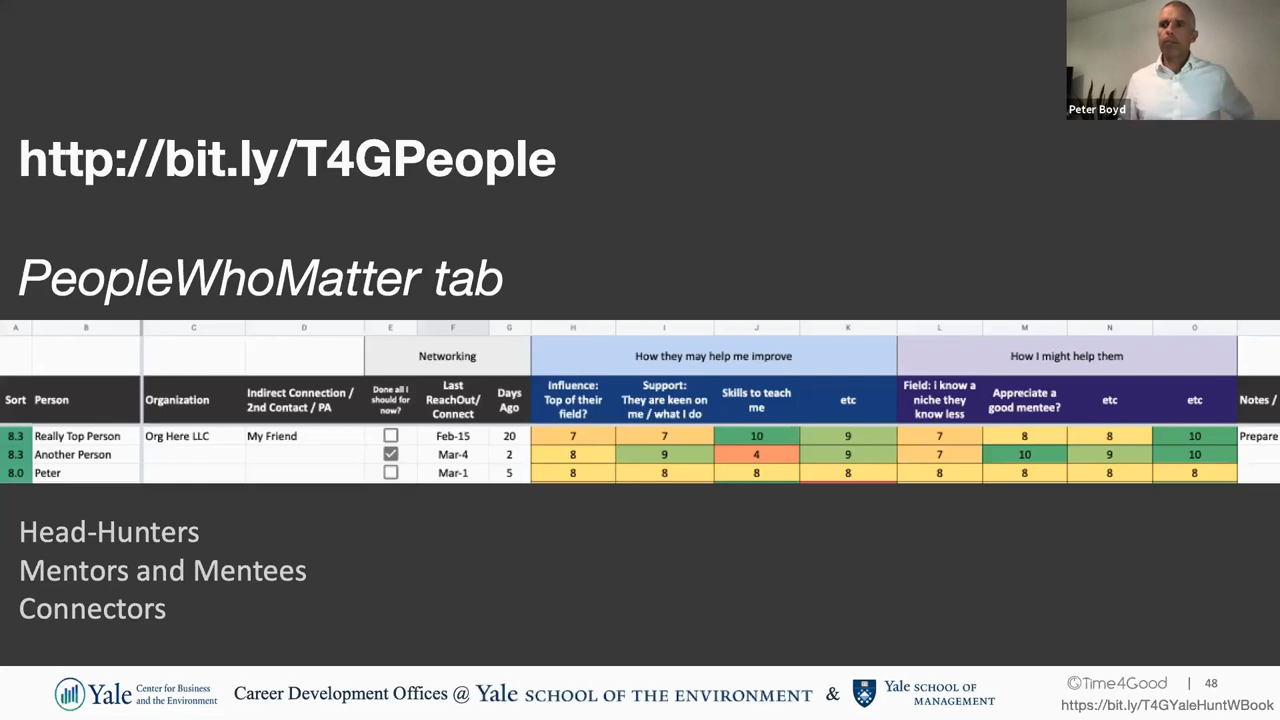 Peter Boyd
http://bit.ly/T4GPeople
PeopleWhoMatter tab
A B C D E F G H I J K L M N O
Networking How they may help me improve How I might help them
Sort Person Organization Indirect Connection / 2nd Contact / PA Done all I should for now? Last ReachOut/ Connect Days Ago Influence: Top of their field? Support: They are keen on me / what I do Skills to teach me etc Field: i know a niche they know less Appreciate a good mentee? etc etc Notes /
8.3 Really Top Person Org Here LLC My Friend Feb-15 20 7 7 10 9 7 8 8 10 Prepare
8.3 Another Person Mar-4 2 8 9 4 9 7 10 9 10
8.0 Peter Mar-1 5 8 8 8 8 8 8 8 8
Head-Hunters
Mentors and Mentees
Connectors
Yale Center for Business and the Environment
Career Development Offices @ Yale SCHOOL OF THE ENVIRONMENT & Yale SCHOOL OF MANAGEMENT
©Time4Good | 48
https://bit.ly/T4GYaleHuntWBook